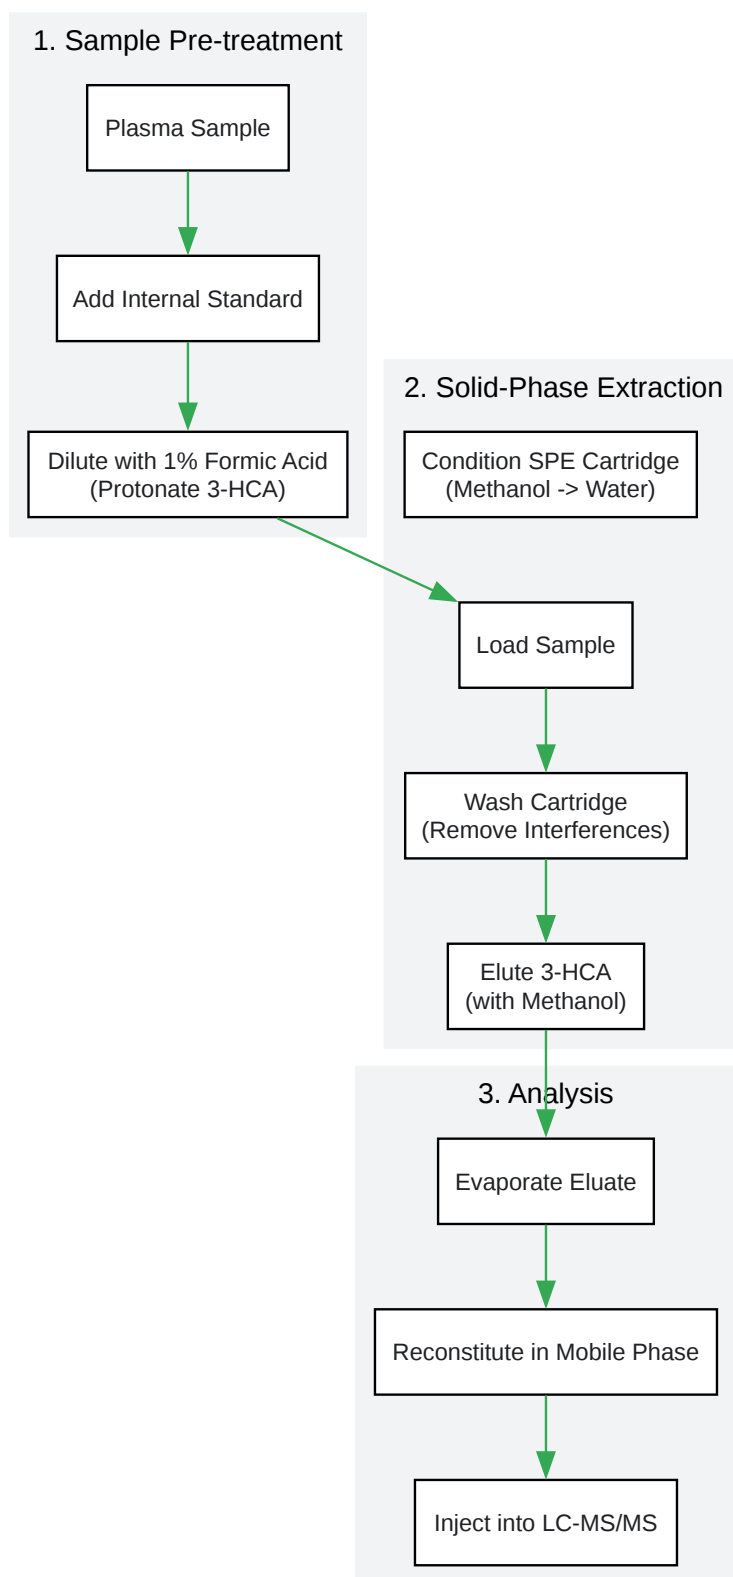 1. Sample Pre-treatment
Plasma Sample
Add Internal Standard
Dilute with 1% Formic Acid
(Protonate 3-HCA)
2. Solid-Phase Extraction
Condition SPE Cartridge
(Methanol -> Water)
Load Sample
Wash Cartridge
(Remove Interferences)
Elute 3-HCA
(with Methanol)
3. Analysis
Evaporate Eluate
Reconstitute in Mobile Phase
Inject into LC-MS/MS